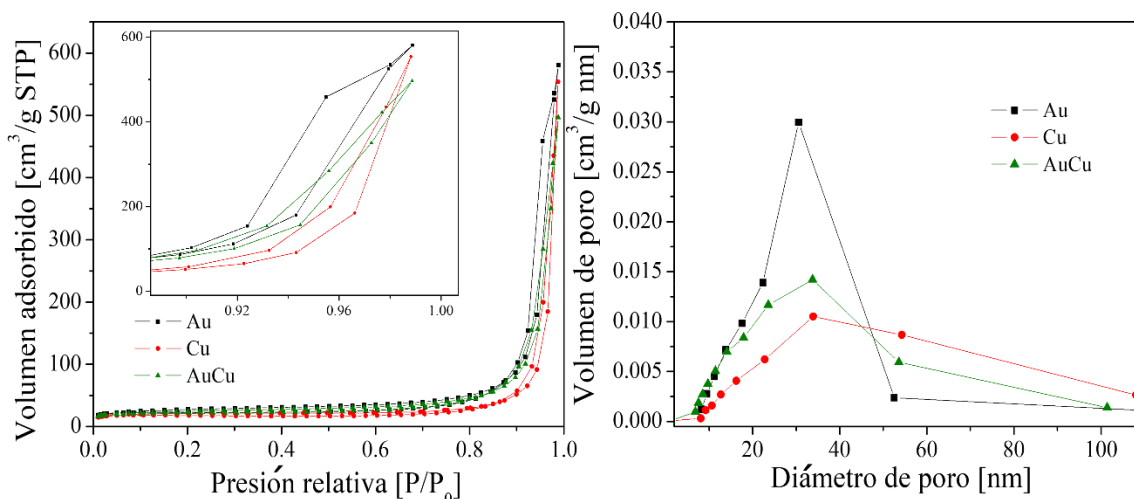 600
500
400
300
200
100
0
0.0 0.2 0.4 0.6 0.8 1.0
Volumen adsorbido [cm³/g STP]
Presión relativa [P/P₀]
600
400
200
0
0.92 0.96 1.00
Au
Cu
AuCu
0.040
0.035
0.030
0.025
0.020
0.015
0.010
0.005
0.000
20 40 60 80 100
Volumen de poro [cm³/g nm]
Diámetro de poro [nm]
Au
Cu
AuCu